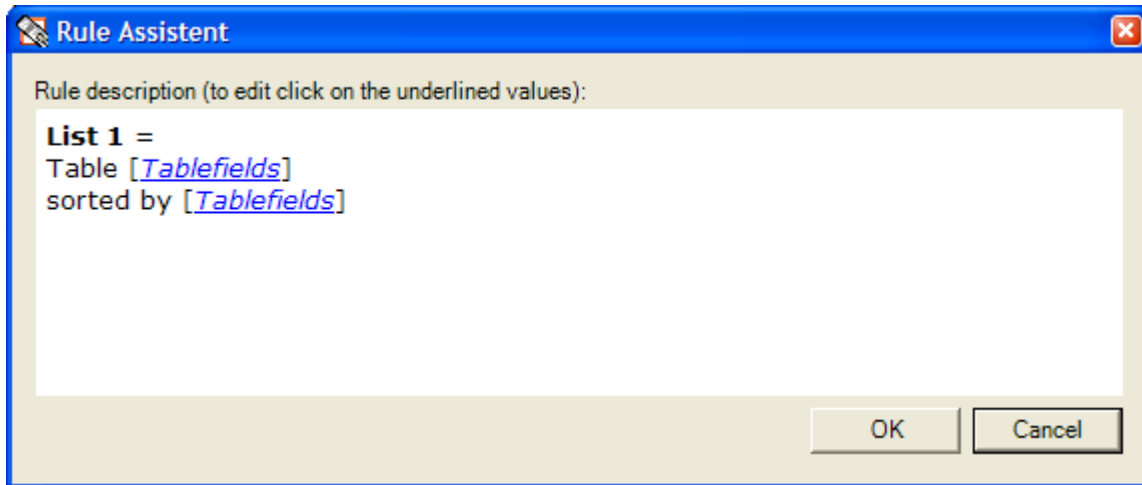 Rule Assistent
Rule description (to edit click on the underlined values):
List 1 =
Table [Tablefields]
sorted by [Tablefields]
OK
Cancel